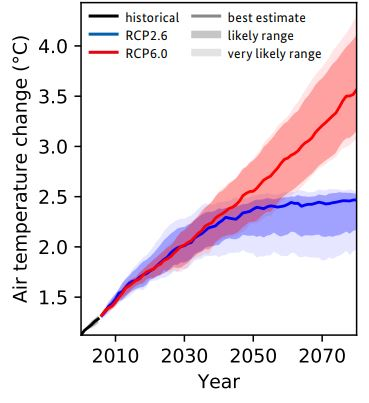 historical
RCP2.6
RCP6.0
best estimate
likely range
very likely range
Air temperature change (°C)
4.0
3.5
3.0
2.5
2.0
1.5
2010 2030 2050 2070
Year